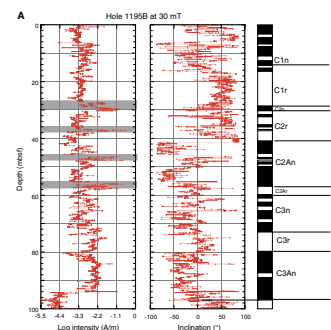 A
Hole 1195B at 30 mT
Depth (mbsf)
0
20
40
60
80
100
-5.5 -4.4 -3.3 -2.2 -1.1 0
Log intensity (A/m)
-100 -50 0 50 100
Inclination (°)
C1n
C1r
C2r
C2An
C2Ar
C3n
C3r
C3An